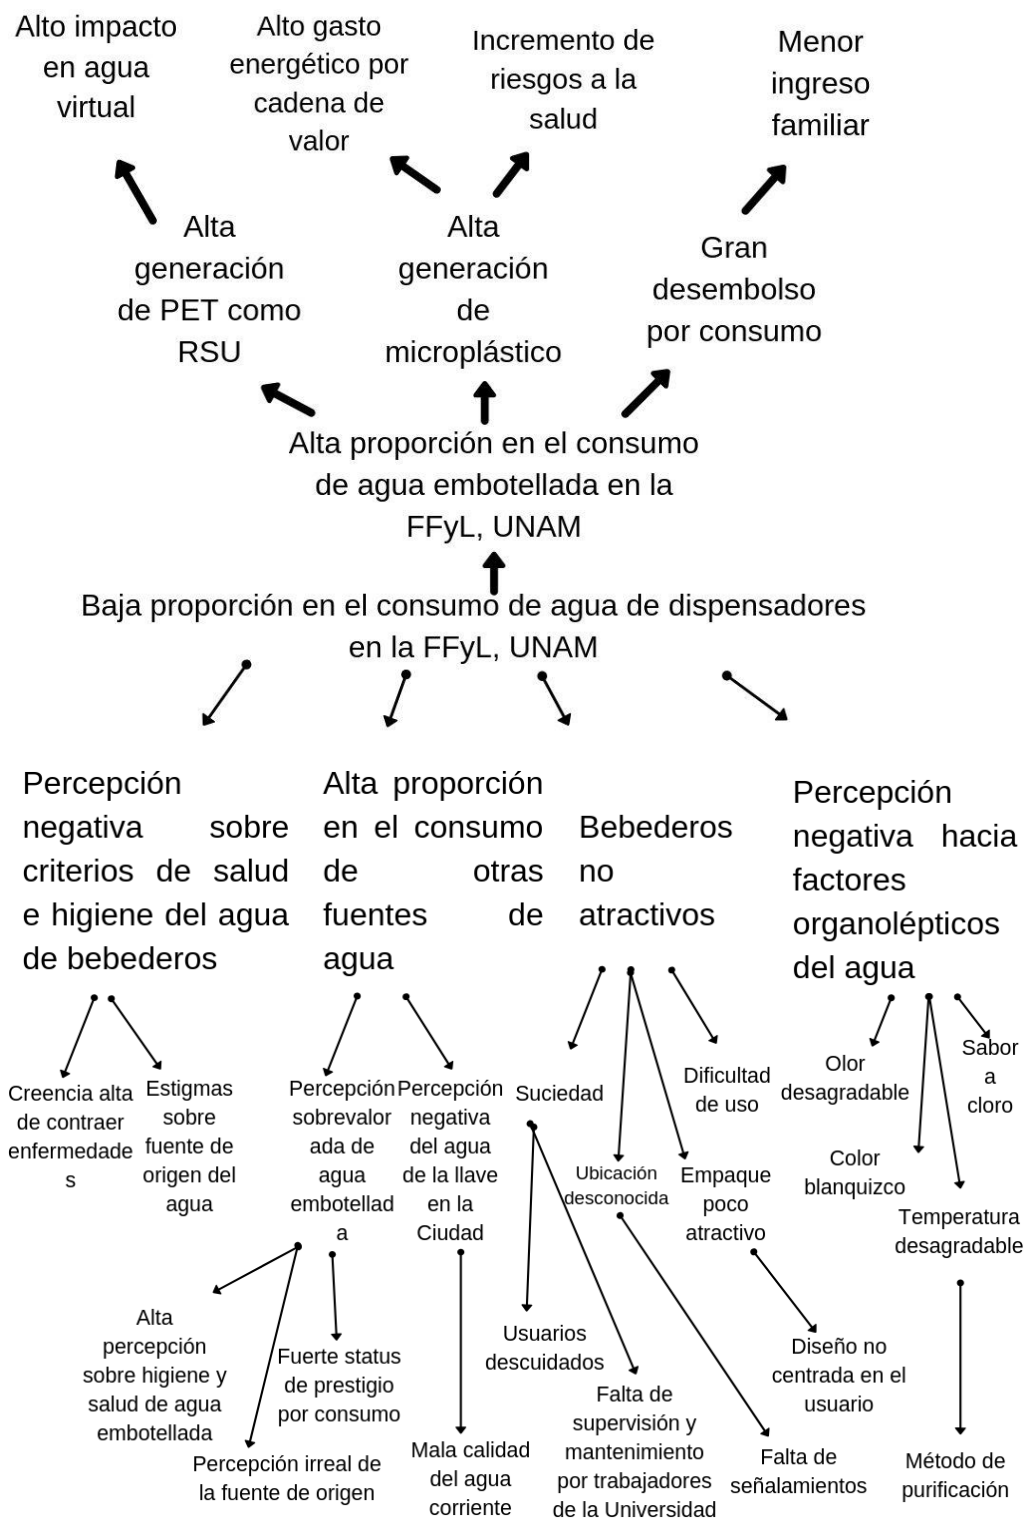 Alto impacto
en agua
virtual
Alto gasto
energético por
cadena de
valor
Incremento de
riesgos a la
salud
Menor
ingreso
familiar
Alta
generación
de PET como
RSU
Alta
generación
de
microplástico
Gran
desembolso
por consumo
Alta proporción en el consumo
de agua embotellada en la
FFyL, UNAM
Baja proporción en el consumo de agua de dispensadores
en la FFyL, UNAM
Percepción
negativa sobre
criterios de salud
e higiene del agua
de bebederos
Alta proporción
en el consumo
de otras
fuentes de
agua
Bebederos
no
atractivos
Percepción
negativa hacia
factores
organolépticos
del agua
Creencia alta
de contraer
enfermedade
s
Estigmas
sobre
fuente de
origen del
agua
Percepción
sobrevalor
ada de
agua
embotellad
a
Percepción
negativa
del agua
de la llave
en la
Ciudad
Suciedad
Ubicación
desconocida
Empaque
poco
atractivo
Dificultad
de uso
Olor
desagradable
Color
blanquizco
Temperatura
desagradable
Sabor
a
cloro
Alta
percepción
sobre higiene y
salud de agua
embotellada
Percepción irreal de
la fuente de origen
Fuerte status
de prestigio
por consumo
Mala calidad
del agua
corriente
Usuarios
descuidados
Falta de
supervisión y
mantenimiento
por trabajadores
de la Universidad
Falta de
señalamientos
Diseño no
centrada en el
usuario
Método de
purificación